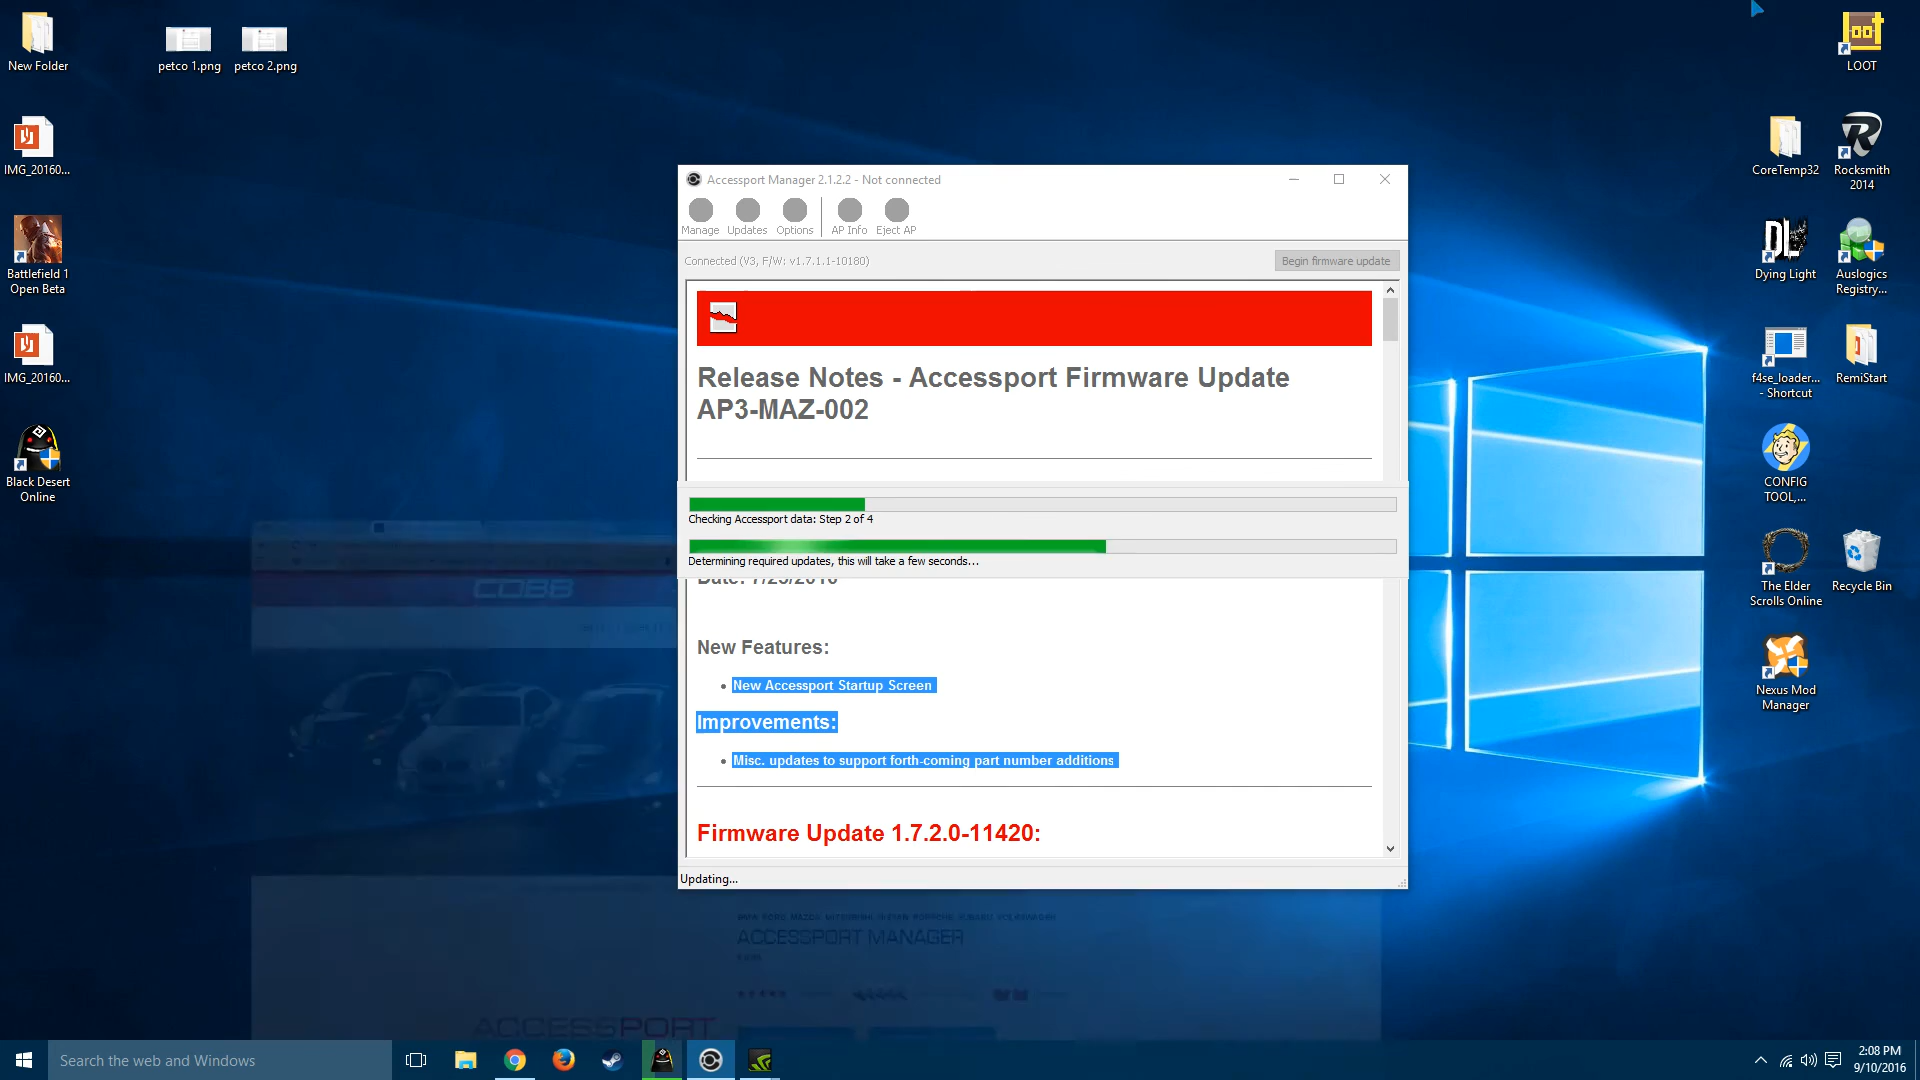 New Folder
petco 1.png
petco 2.png
LOOT
IMG_20160...
CoreTemp32
Rocksmith
2014
Battlefield 1
Open Beta
Dying Light
Auslogics
Registry...
IMG_20160...
f4se_loader...
- Shortcut
RemiStart
Black Desert
Online
CONFIG
TOOL,...
The Elder
Scrolls Online
Recycle Bin
Nexus Mod
Manager
Accessport Manager 2.1.2.2 - Not connected
Manage Updates Options AP Info Eject AP
Connected (V3, F/W: v1.7.1.1-10180)
Begin firmware update
Release Notes - Accessport Firmware Update
AP3-MAZ-002
Checking Accessport data: Step 2 of 4
Determining required updates, this will take a few seconds...
Date: 7/25/2016
New Features:
New Accessport Startup Screen
Improvements:
Misc. updates to support forth-coming part number additions
Firmware Update 1.7.2.0-11420:
Updating...
COBB
ACCESSPORT MANAGER
ACCESSPORT
Search the web and Windows
2:08 PM
9/10/2016